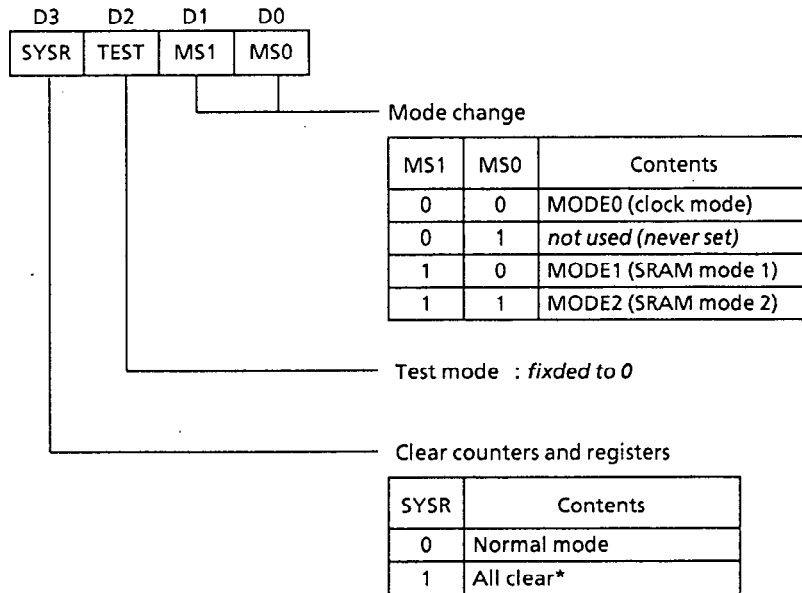 D3 D2 D1 D0
SYSR TEST MS1 MS0
Mode change
MS1 MS0 Contents
0 0 MODE0 (clock mode)
0 1 not used (never set)
1 0 MODE1 (SRAM mode 1)
1 1 MODE2 (SRAM mode 2)
Test mode : fixded to 0
Clear counters and registers
SYSR Contents
0 Normal mode
1 All clear*